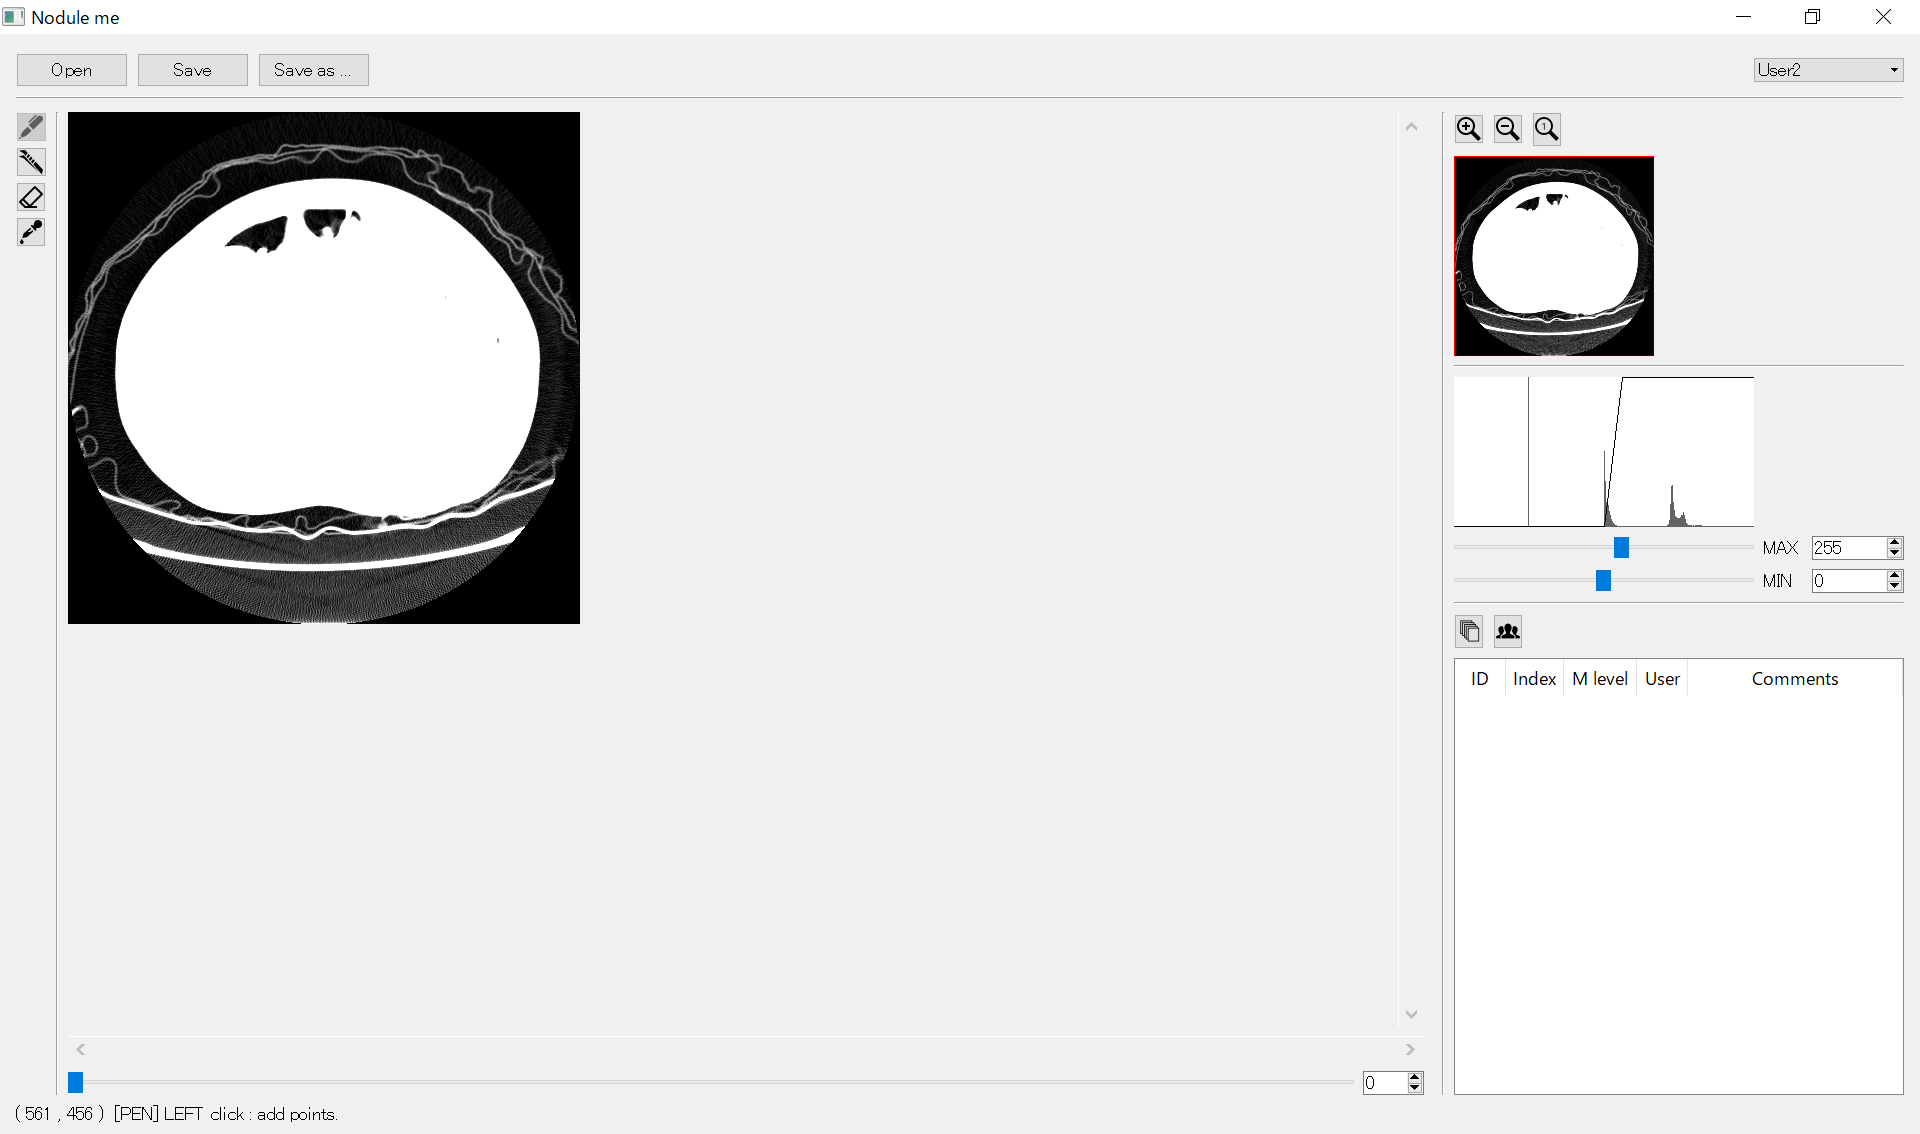 Nodule me
Open Save Save as ... User2
1
MAX 255
MIN 0
ID Index M level User Comments
0
( 561 , 456 ) [PEN] LEFT click : add points.